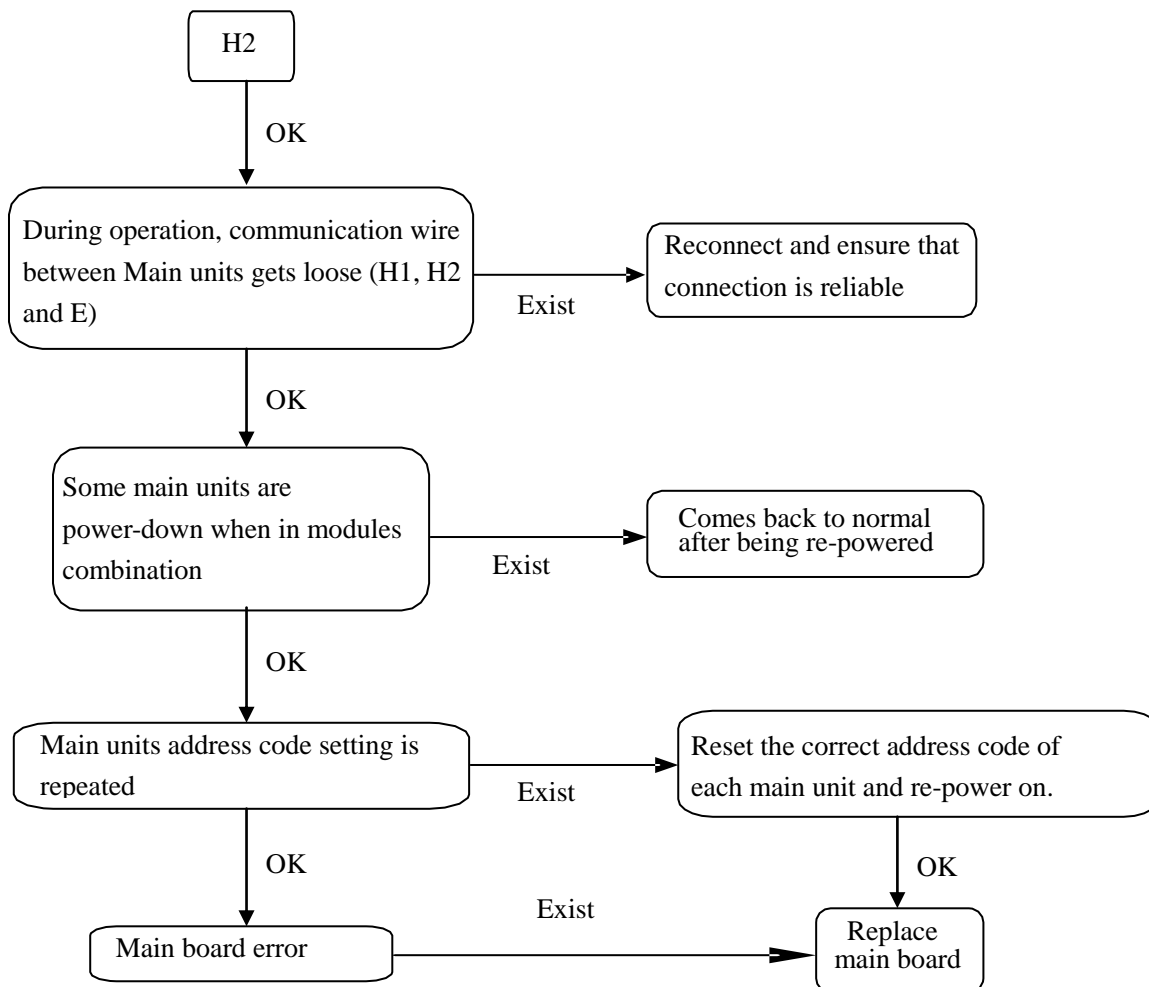 H2
OK
During operation, communication wire
between Main units gets loose (H1, H2
and E)
Exist
Reconnect and ensure that
connection is reliable
OK
Some main units are
power-down when in modules
combination
Exist
Comes back to normal
after being re-powered
OK
Main units address code setting is
repeated
Exist
Reset the correct address code of
each main unit and re-power on.
OK
OK
Main board error
Exist
Replace
main board